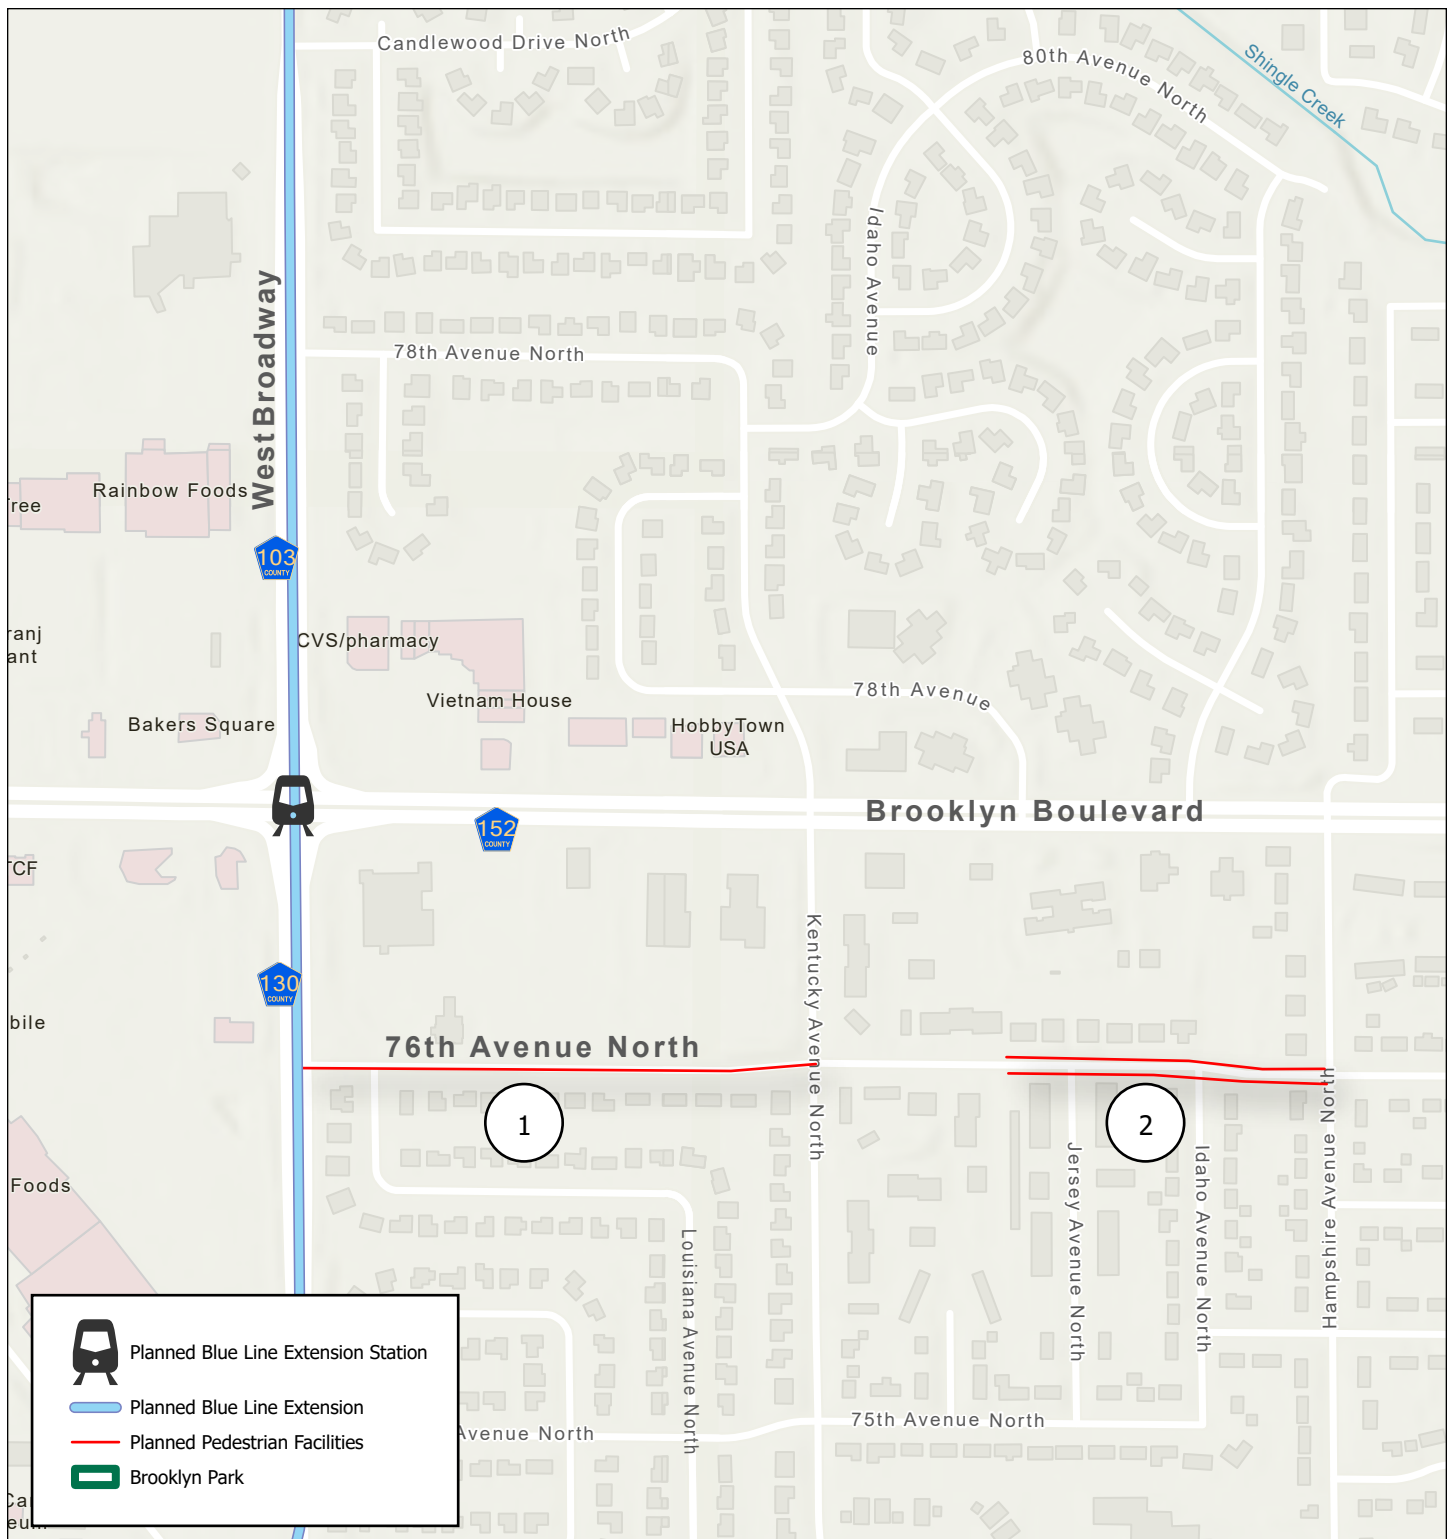 Candlewood Drive North
80th Avenue North
Shingle Creek
Idaho Avenue
West Broadway
78th Avenue North
Rainbow Foods
ree
103
COUNTY
ranj
ant
CVS/pharmacy
Vietnam House
78th Avenue
Bakers Square
HobbyTown
USA
Brooklyn Boulevard
152
COUNTY
TCF
Kentucky Avenue North
130
COUNTY
bile
76th Avenue North
1
2
Hampshire Avenue North
Jersey Avenue North
Idaho Avenue North
Foods
Louisiana Avenue North
75th Avenue North
Avenue North
Planned Blue Line Extension Station
Planned Blue Line Extension
Planned Pedestrian Facilities
Brooklyn Park
Ca
eum